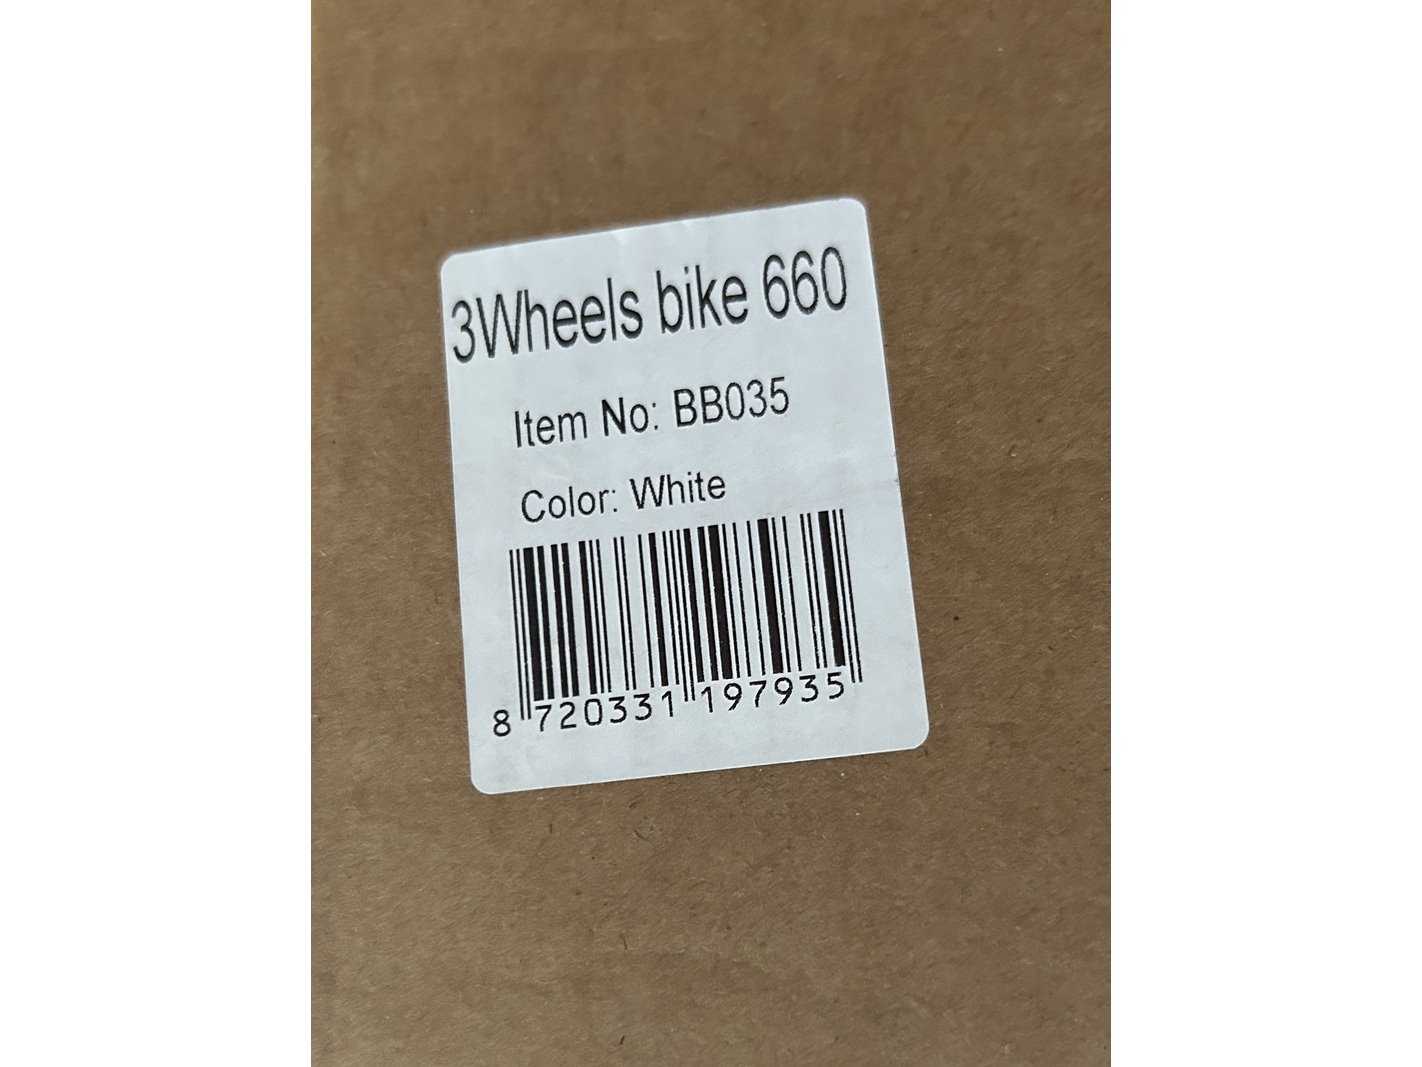 3Wheels bike 660
Item No: BB035
Color: White
8 720331 197935